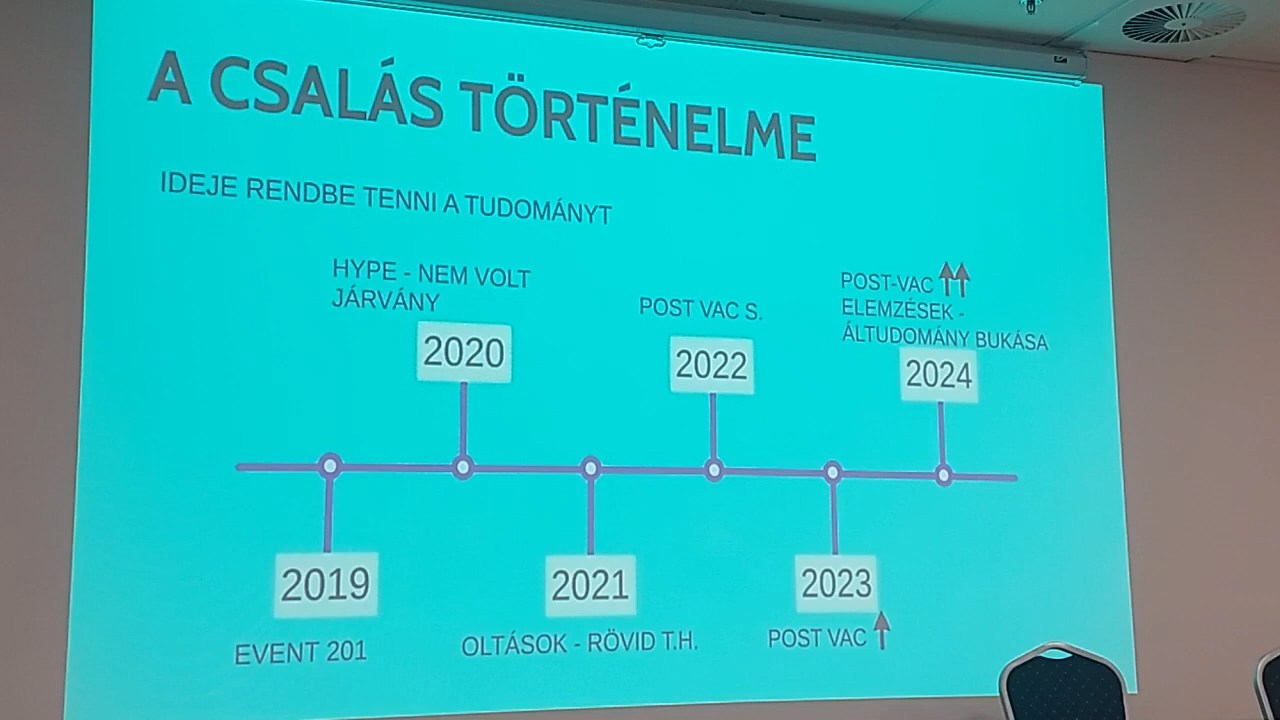 A CSALÁS TÖRTÉNELME
IDEJE RENDBE TENNI A TUDOMÁNYT
HYPE - NEM VOLT
JÁRVÁNY
2020
POST VAC S.
2022
POST-VAC
ELEMZÉSEK -
ÁLTUDOMÁNY BUKÁSA
2024
2019
EVENT 201
2021
OLTÁSOK - RÖVID T.H.
2023
POST VAC